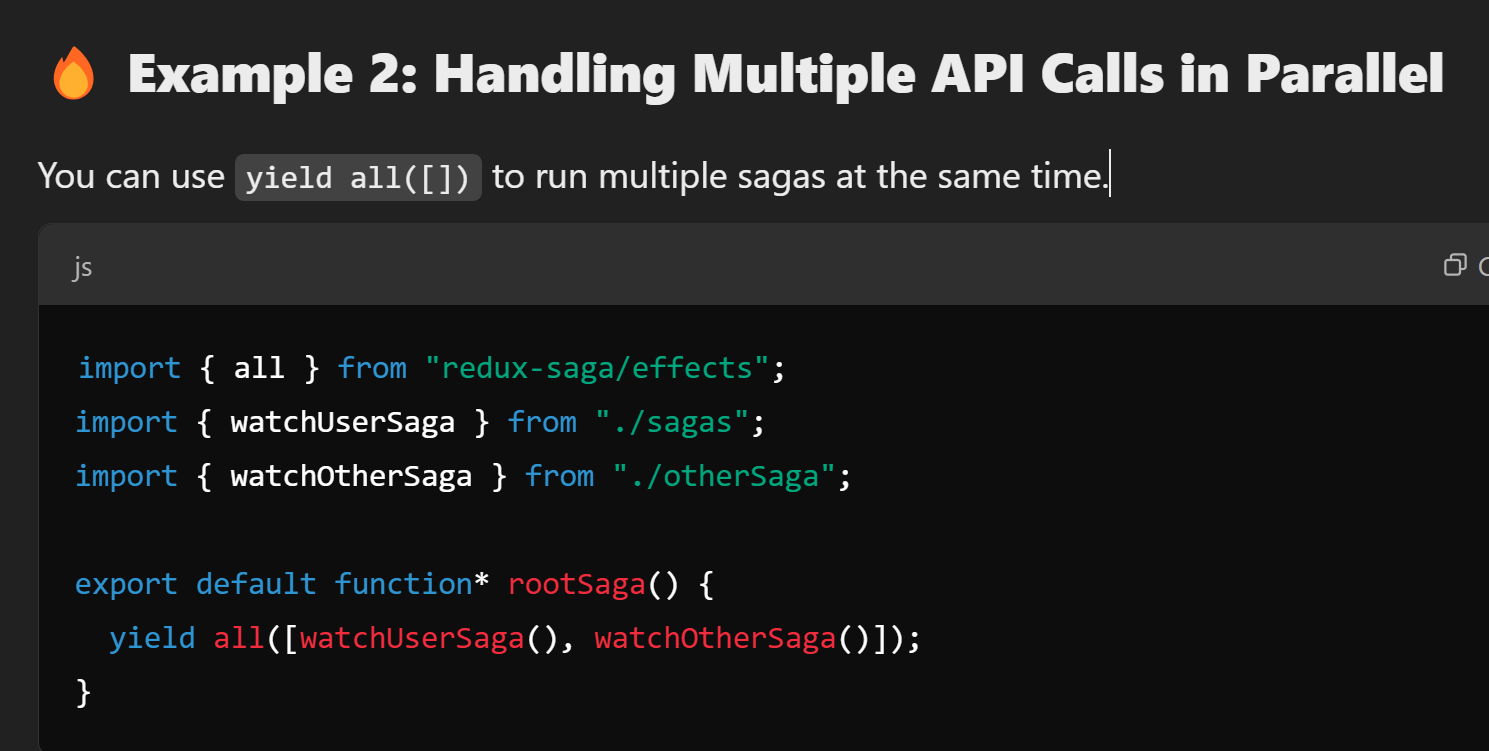 🔥 Example 2: Handling Multiple API Calls in Parallel
You can use yield all([]) to run multiple sagas at the same time.
js
import { all } from "redux-saga/effects";
import { watchUserSaga } from "./sagas";
import { watchOtherSaga } from "./otherSaga";
export default function* rootSaga() {
  yield all([watchUserSaga(), watchOtherSaga()]);
}